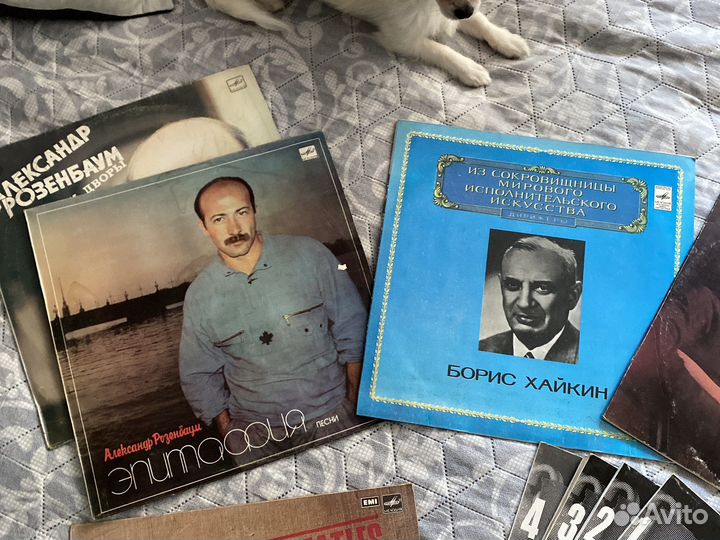 АЛЕКСАНДР
РОЗЕНБАУМ
ДВОРЫ
Александр Розенбаум
ЭПИТАФИЯ
ПЕСНИ
ИЗ СОКРОВИЩНИЦЫ
МИРОВОГО
ИСПОЛНИТЕЛЬСКОГО
ИСКУССТВА
ДИРИЖЕРЫ
БОРИС ХАЙКИН
EMI
4
3
2
1
Avito